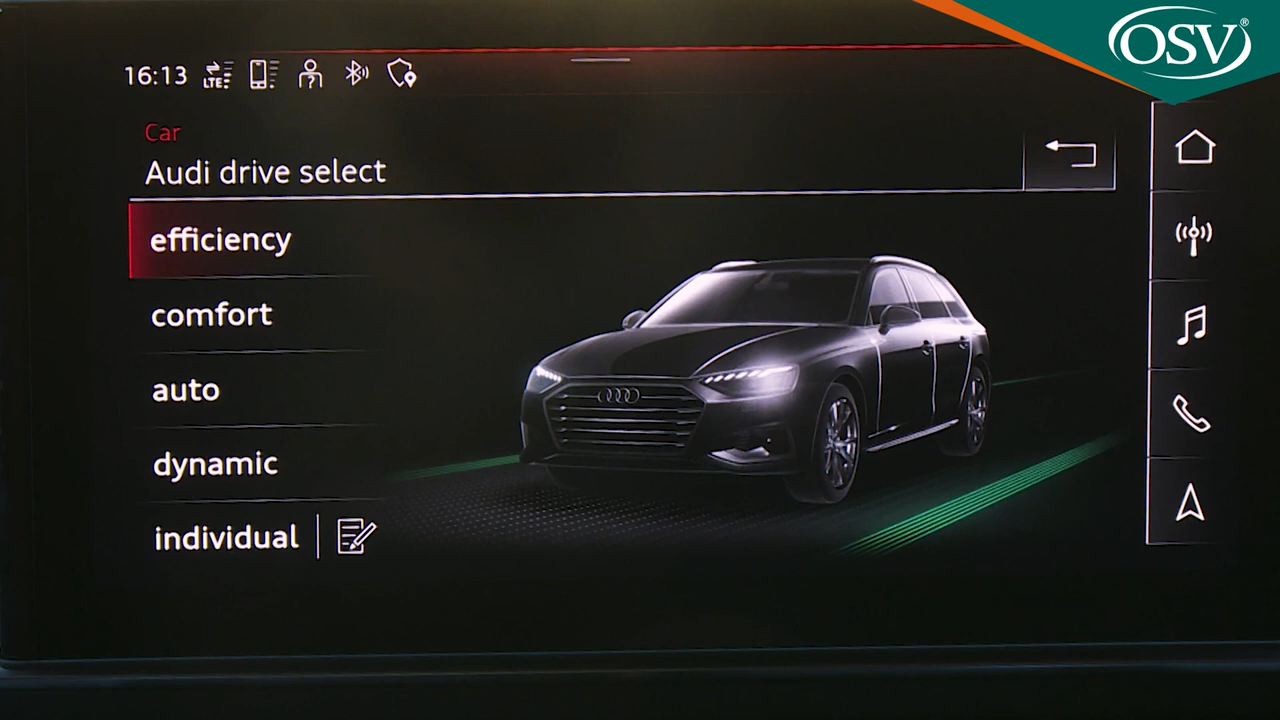 OSV®
16:13
LTE
Car
Audi drive select
efficiency
comfort
auto
dynamic
individual